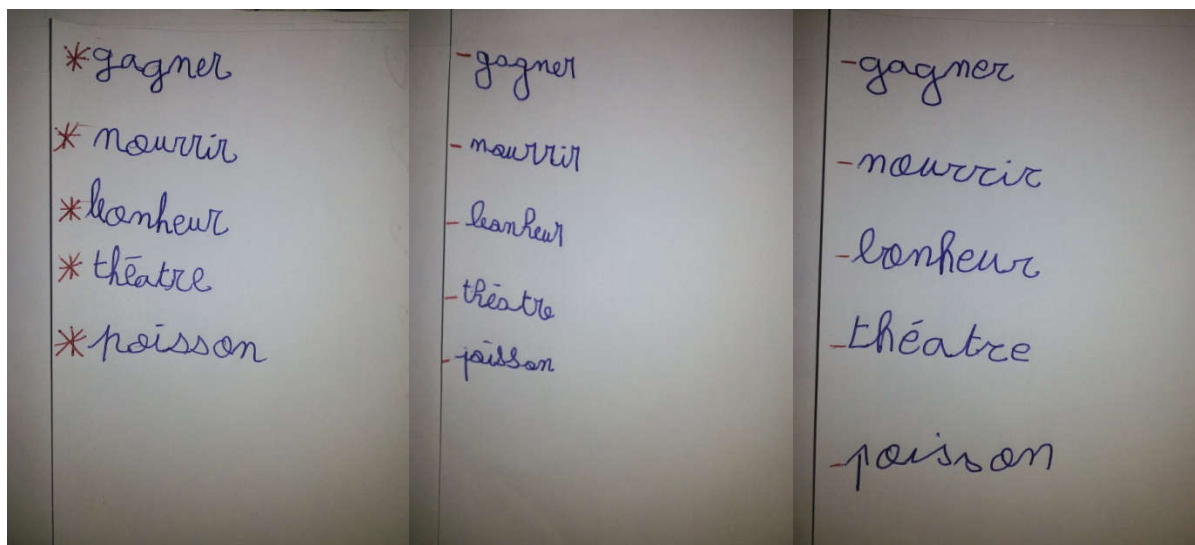 *gagner
* nourrir
*bonheur
* théatre
*poisson
-gagner
- nourrir
- bonheur
- théatre
- poisson
-gagner
-nourrir
-bonheur
-théatre
-poisson